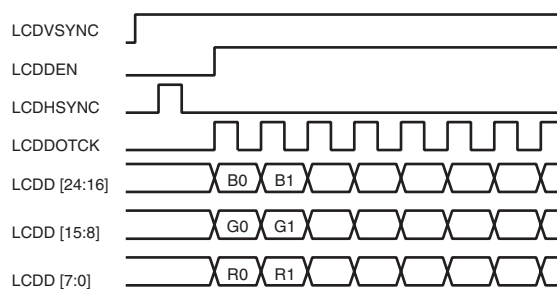 LCDVSYNC
LCDDEN
LCDHSYNC
LCDDOTCK
LCDD [24:16] B0 B1
LCDD [15:8] G0 G1
LCDD [7:0] R0 R1